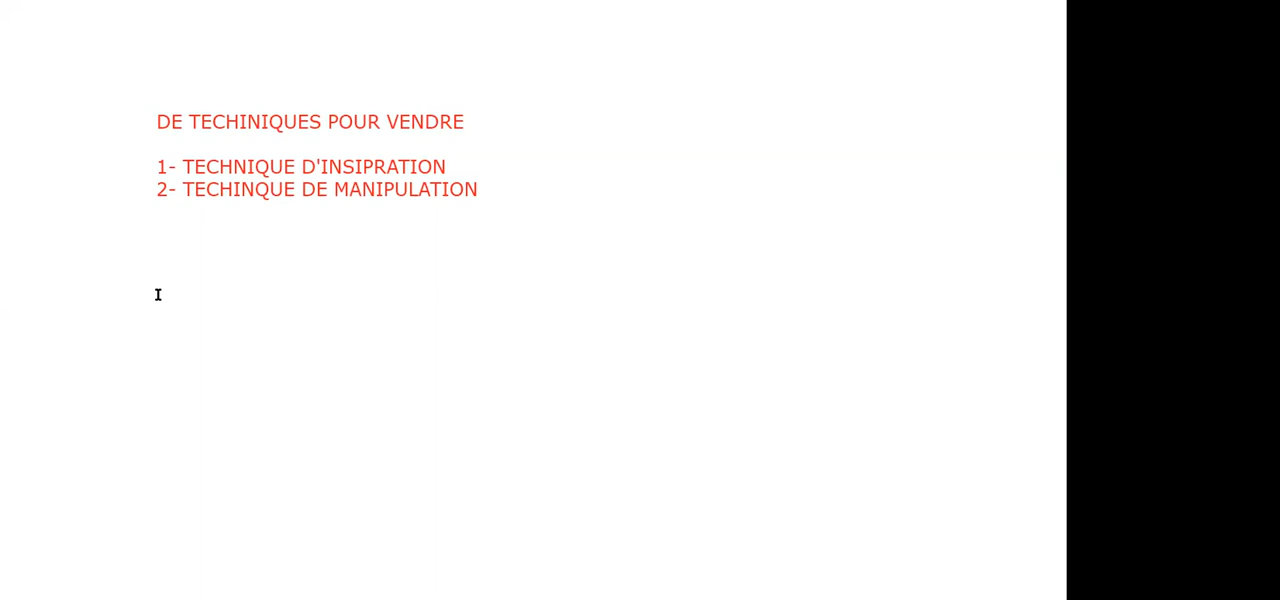 DE TECHINIQUES POUR VENDRE
1- TECHNIQUE D'INSIPRATION
2- TECHINQUE DE MANIPULATION